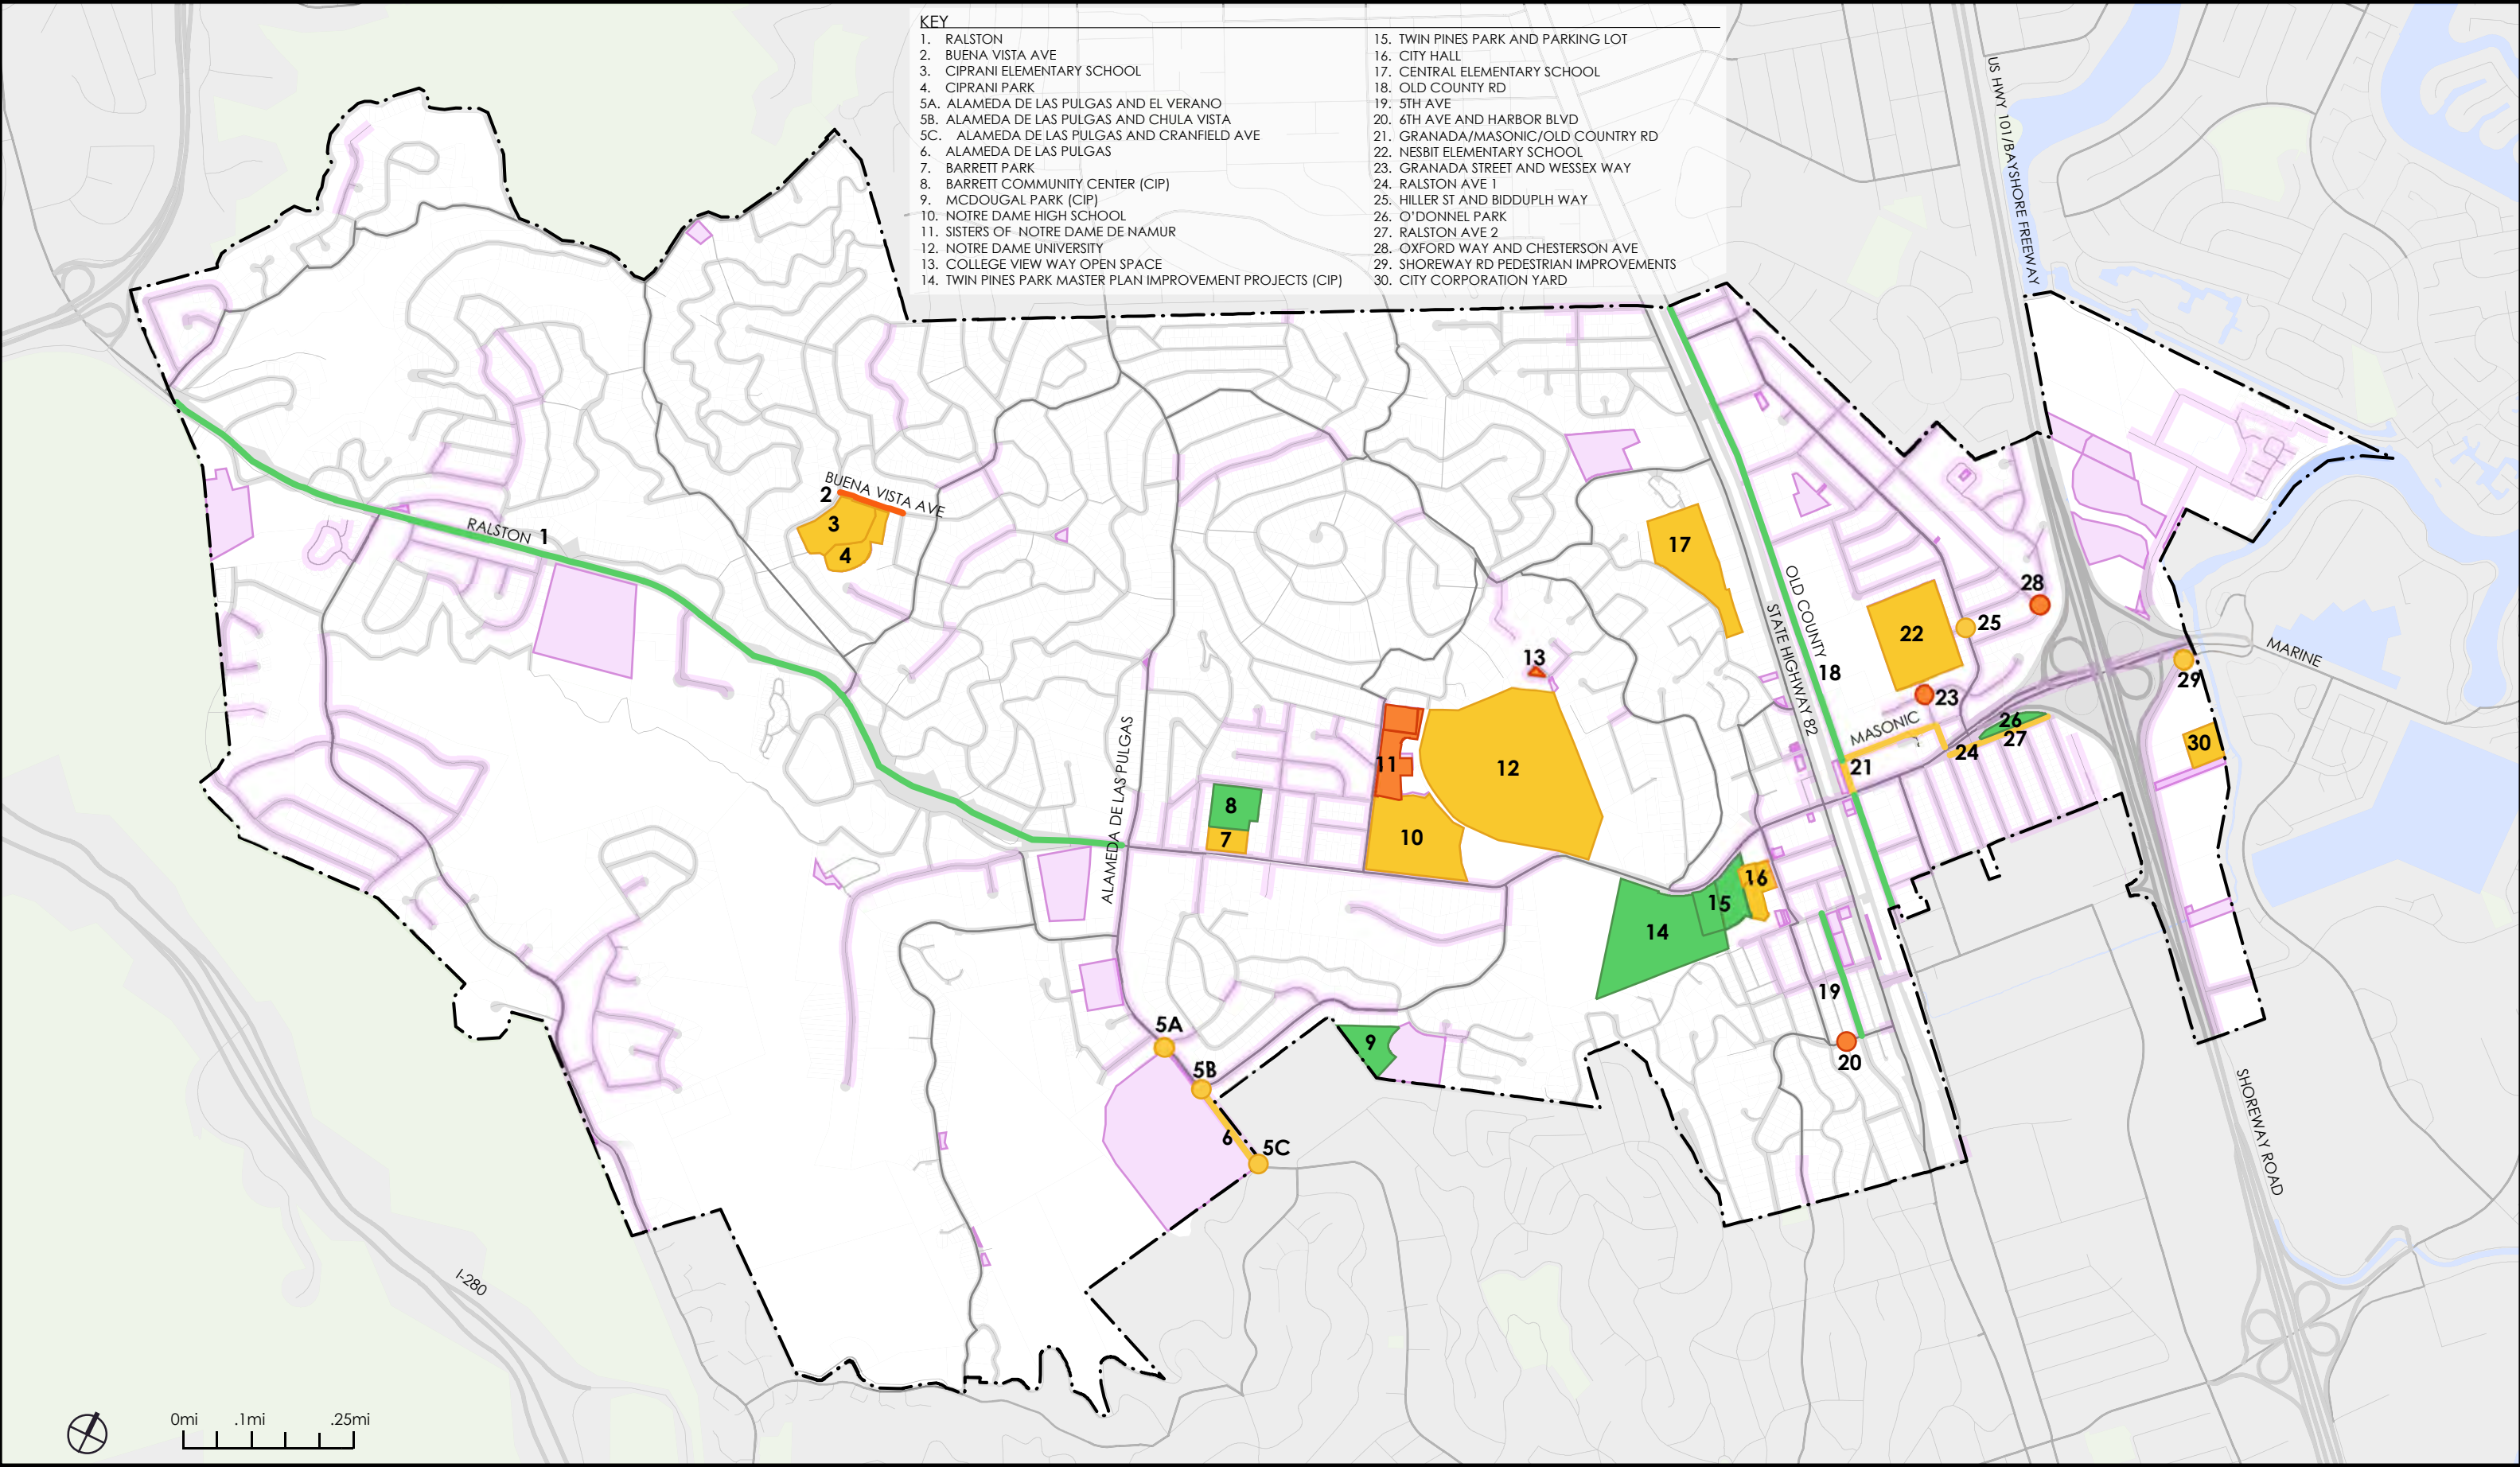 KEY
1. RALSTON
2. BUENA VISTA AVE
3. CIPRANI ELEMENTARY SCHOOL
4. CIPRANI PARK
5A. ALAMEDA DE LAS PULGAS AND EL VERANO
5B. ALAMEDA DE LAS PULGAS AND CHULA VISTA
5C. ALAMEDA DE LAS PULGAS AND CRANFIELD AVE
6. ALAMEDA DE LAS PULGAS
7. BARRETT PARK
8. BARRETT COMMUNITY CENTER (CIP)
9. MCDOUGAL PARK (CIP)
10. NOTRE DAME HIGH SCHOOL
11. SISTERS OF NOTRE DAME DE NAMUR
12. NOTRE DAME UNIVERSITY
13. COLLEGE VIEW WAY OPEN SPACE
14. TWIN PINES PARK MASTER PLAN IMPROVEMENT PROJECTS (CIP)
15. TWIN PINES PARK AND PARKING LOT
16. CITY HALL
17. CENTRAL ELEMENTARY SCHOOL
18. OLD COUNTY RD
19. 5TH AVE
20. 6TH AVE AND HARBOR BLVD
21. GRANADA/MASONIC/OLD COUNTRY RD
22. NESBIT ELEMENTARY SCHOOL
23. GRANADA STREET AND WESSEX WAY
24. RALSTON AVE 1
25. HILLER ST AND BIDDUPLH WAY
26. O'DONNEL PARK
27. RALSTON AVE 2
28. OXFORD WAY AND CHESTERSON AVE
29. SHOREWAY RD PEDESTRIAN IMPROVEMENTS
30. CITY CORPORATION YARD
US HWY 101/BAYSHORE FREEWAY
BUENA VISTA AVE
2
3
4
RALSTON
1
17
OLD COUNTY
STATE HIGHWAY 82
18
28
25
22
MARINE
13
29
23
MASONIC
26
27
24
30
21
ALAMEDA DE LAS PULGAS
11
12
8
7
10
16
15
14
19
9
5A
5B
20
6
5C
SHOREWAY ROAD
I-280
0mi
.1mi
.25mi